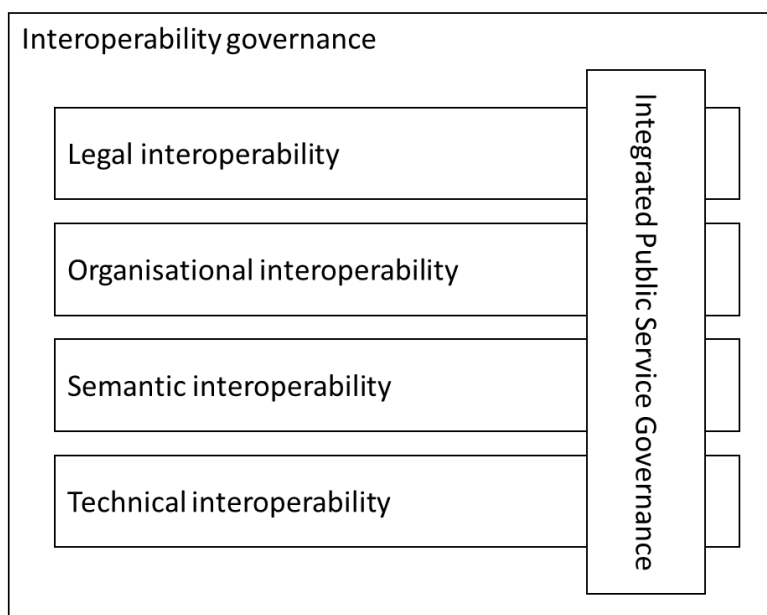 Interoperability governance
Legal interoperability
Organisational interoperability
Semantic interoperability
Technical interoperability
Integrated Public Service Governance